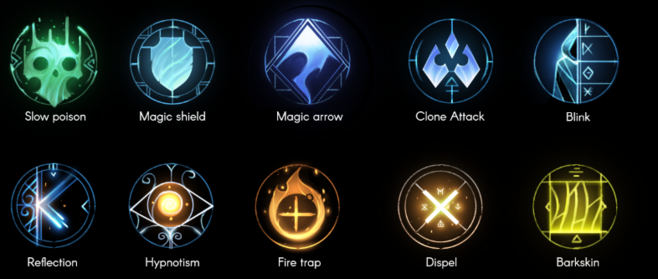 Slow poison
Magic shield
Magic arrow
Clone Attack
Blink
Reflection
Hypnotism
Fire trap
Dispel
Barkskin